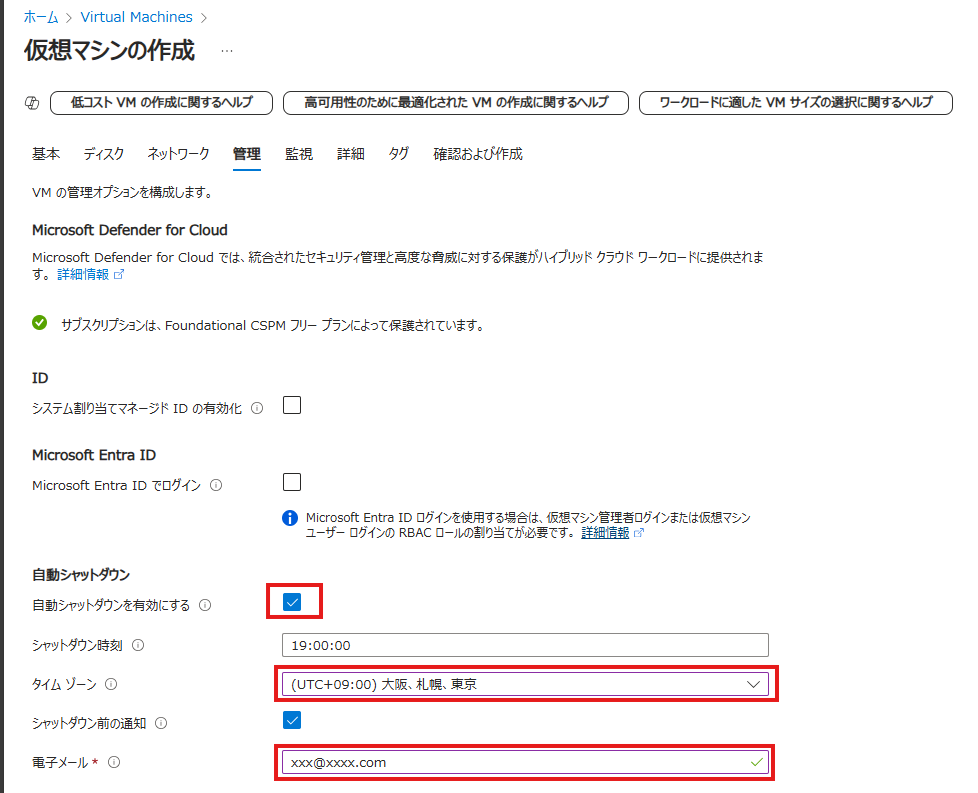 ホーム > Virtual Machines >
仮想マシンの作成 …
低コスト VM の作成に関するヘルプ 高可用性のために最適化された VM の作成に関するヘルプ ワークロードに適した VM サイズの選択に関するヘルプ
基本 ディスク ネットワーク 管理 監視 詳細 タグ 確認および作成
VM の管理オプションを構成します。
Microsoft Defender for Cloud
Microsoft Defender for Cloud では、統合されたセキュリティ管理と高度な脅威に対する保護がハイブリッド クラウド ワークロードに提供されま
す。 詳細情報
サブスクリプションは、Foundational CSPM フリー プランによって保護されています。
ID
システム割り当てマネージド ID の有効化
Microsoft Entra ID
Microsoft Entra ID でログイン
Microsoft Entra ID ログインを使用する場合は、仮想マシン管理者ログインまたは仮想マシン
ユーザー ログインの RBAC ロールの割り当てが必要です。 詳細情報
自動シャットダウン
自動シャットダウンを有効にする
シャットダウン時刻 19:00:00
タイム ゾーン (UTC+09:00) 大阪、札幌、東京
シャットダウン前の通知
電子メール * xxx@xxxx.com